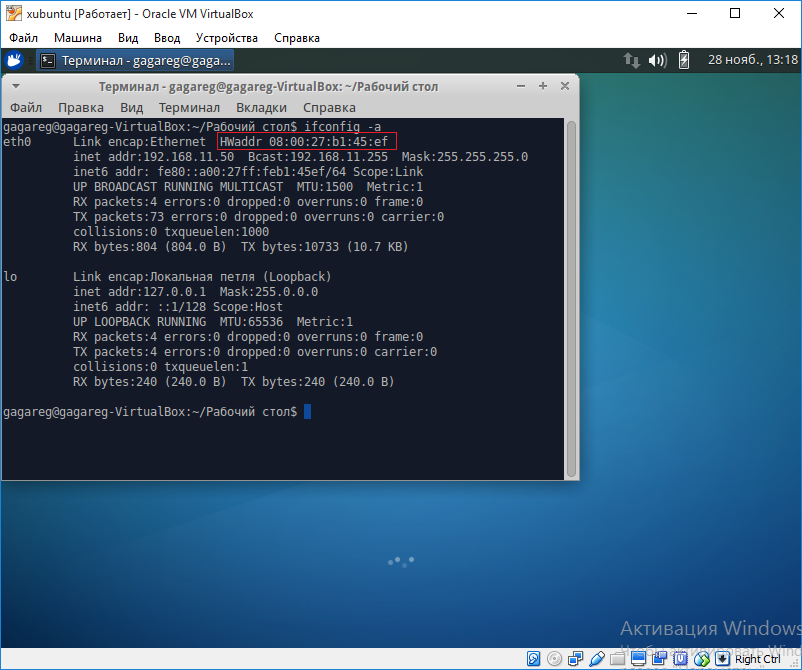 xubuntu [Работает] - Oracle VM VirtualBox
Файл Машина Вид Ввод Устройства Справка
Терминал - gagareg@gaga... 28 нояб., 13:18
Терминал - gagareg@gagareg-VirtualBox: ~/Рабочий стол
Файл Правка Вид Терминал Вкладки Справка
gagareg@gagareg-VirtualBox:~/Рабочий стол$ ifconfig -a
eth0 Link encap:Ethernet HWaddr 08:00:27:b1:45:ef
inet addr:192.168.11.50 Bcast:192.168.11.255 Mask:255.255.255.0
inet6 addr: fe80::a00:27ff:feb1:45ef/64 Scope:Link
UP BROADCAST RUNNING MULTICAST MTU:1500 Metric:1
RX packets:4 errors:0 dropped:0 overruns:0 frame:0
TX packets:73 errors:0 dropped:0 overruns:0 carrier:0
collisions:0 txqueuelen:1000
RX bytes:804 (804.0 B) TX bytes:10733 (10.7 KB)
lo Link encap:Локальная петля (Loopback)
inet addr:127.0.0.1 Mask:255.0.0.0
inet6 addr: ::1/128 Scope:Host
UP LOOPBACK RUNNING MTU:65536 Metric:1
RX packets:4 errors:0 dropped:0 overruns:0 frame:0
TX packets:4 errors:0 dropped:0 overruns:0 carrier:0
collisions:0 txqueuelen:1
RX bytes:240 (240.0 B) TX bytes:240 (240.0 B)
gagareg@gagareg-VirtualBox:~/Рабочий стол$
Активация Windows
Right Ctrl